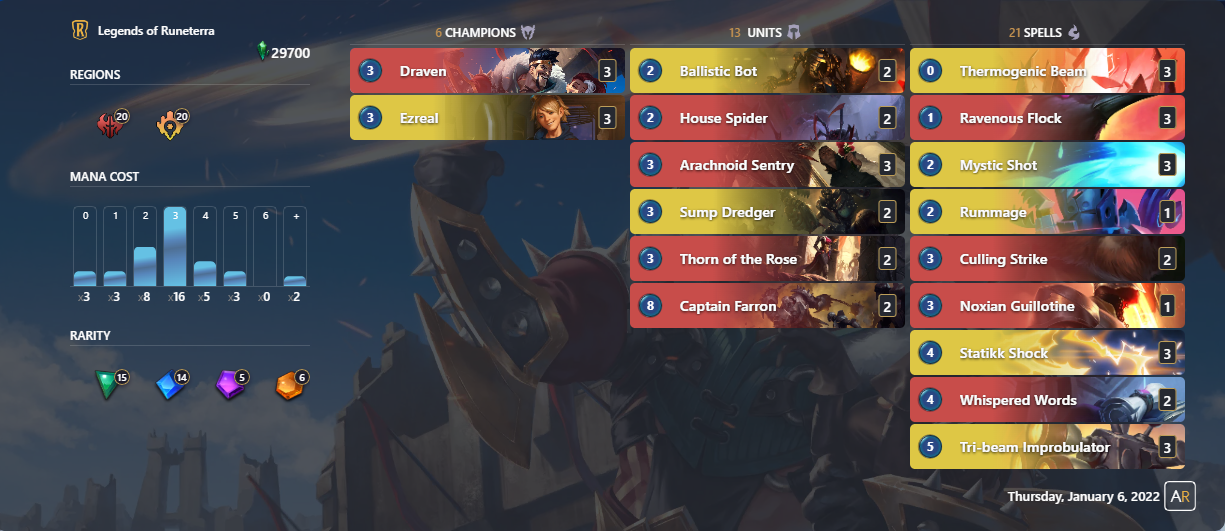 Legends of Runeterra
29700
REGIONS
20 20
MANA COST
0 1 2 3 4 5 6 +
x3 x3 x8 x16 x5 x3 x0 x2
RARITY
15 14 5 6
6 CHAMPIONS
3 Draven 3
3 Ezreal 3
13 UNITS
2 Ballistic Bot 2
2 House Spider 2
3 Arachnoid Sentry 3
3 Sump Dredger 2
3 Thorn of the Rose 2
8 Captain Farron 2
21 SPELLS
0 Thermogenic Beam 3
1 Ravenous Flock 3
2 Mystic Shot 3
2 Rummage 1
3 Culling Strike 2
3 Noxian Guillotine 1
4 Statikk Shock 3
4 Whispered Words 2
5 Tri-beam Improbulator 3
Thursday, January 6, 2022 AR